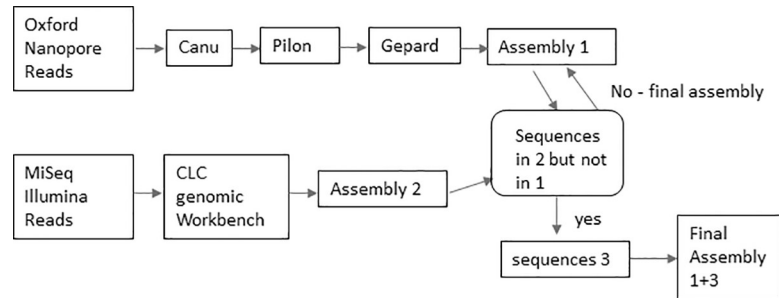 Oxford
Nanopore
Reads
Canu
Pilon
Gepard
Assembly 1
No - final assembly
Sequences
in 2 but not
in 1
MiSeq
Illumina
Reads
CLC
genomic
Workbench
Assembly 2
yes
sequences 3
Final
Assembly
1+3